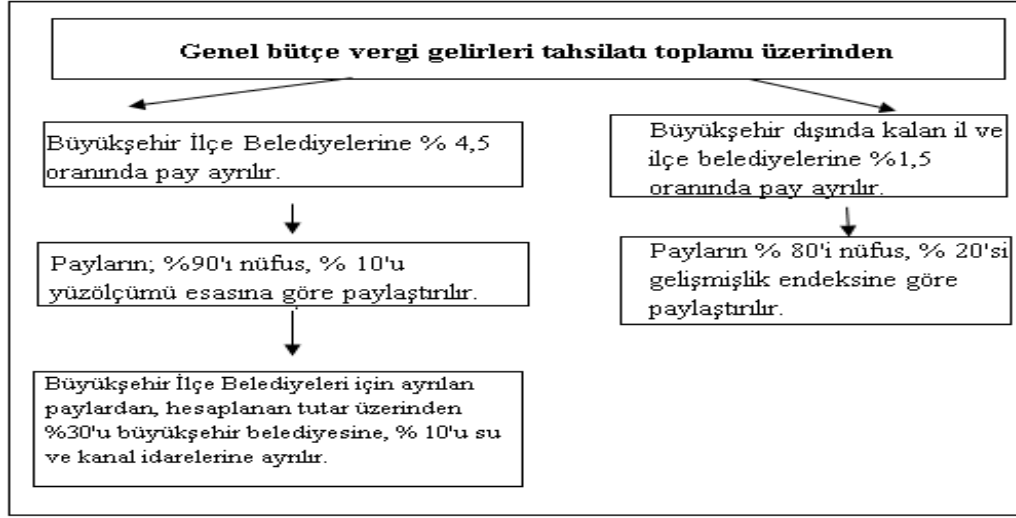 Genel bütçe vergi gelirleri tahsilatı toplamı üzerinden
Büyükşehir İlçe Belediyelerine % 4,5
oranında pay ayrılır.
Büyükşehir dışında kalan il ve
ilçe belediyelerine %1,5
oranında pay ayrılır.
Payların; %90'ı nüfus, % 10'u
yüzölçümü esasına göre paylaştırılır.
Payların % 80'i nüfus, % 20'si
gelişmişlik endeksine göre
paylaştırılır.
Büyükşehir İlçe Belediyeleri için ayrılan
paylardan, hesaplanan tutar üzerinden
%30'u büyükşehir belediyesine, % 10'u su
ve kanal idarelerine ayrılır.